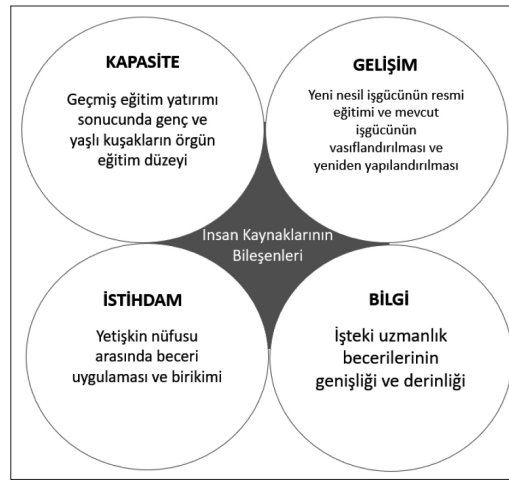 KAPASİTE
Geçmiş eğitim yatırımı
sonucunda genç ve
yaşlı kuşakların örgün
eğitim düzeyi
GELİŞİM
Yeni nesil işgücünün resmi
eğitimi ve mevcut
işgücünün
vasıflandırılması ve
yeniden yapılandırılması
İnsan Kaynaklarının
Bileşenleri
İSTİHDAM
Yetişkin nüfusu
arasında beceri
uygulaması ve birikimi
BİLGİ
İşteki uzmanlık
becerilerinin
genişliği ve derinliği